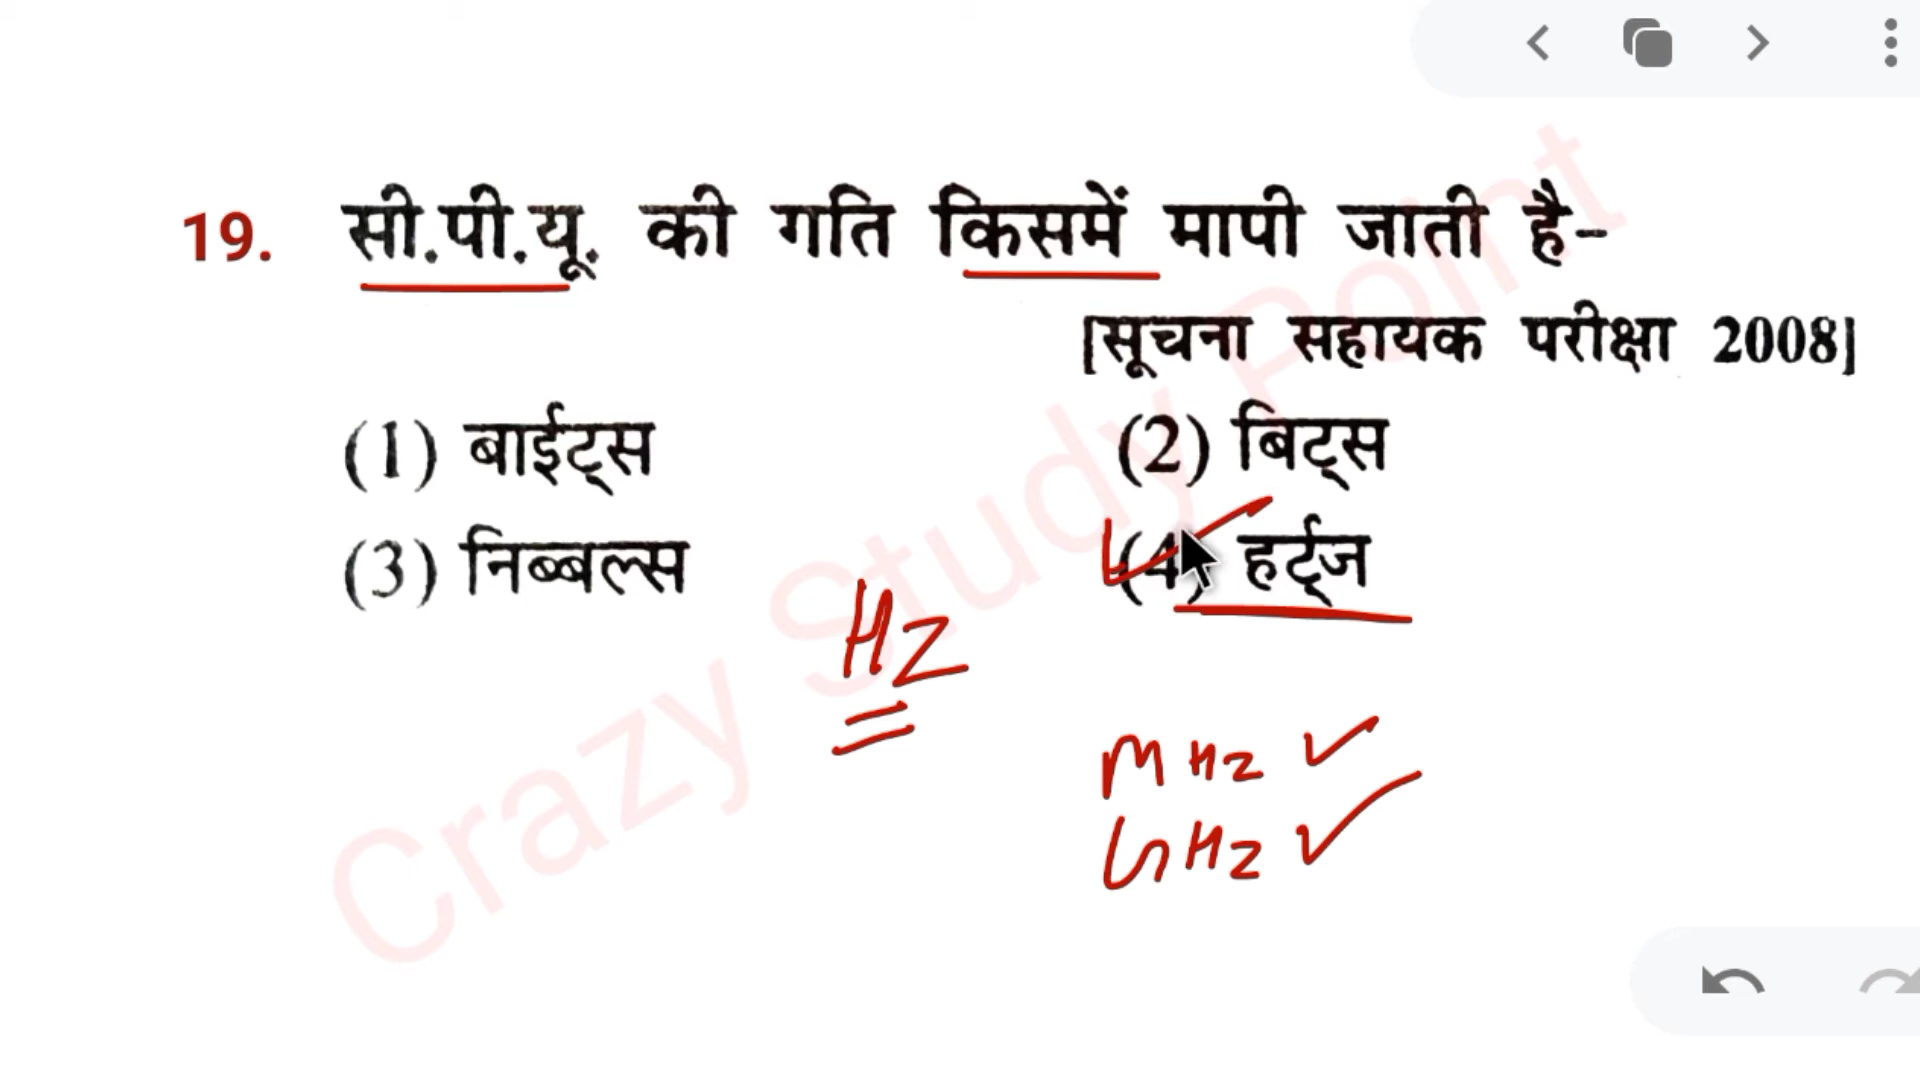 19. सी.पी.यू. की गति किसमें मापी जाती है-
[सूचना सहायक परीक्षा 2008]
(1) बाईट्स (2) बिट्स
(3) निब्बल्स (4) हर्ट्ज
HZ
MHZ
GHZ
Crazy Study Point